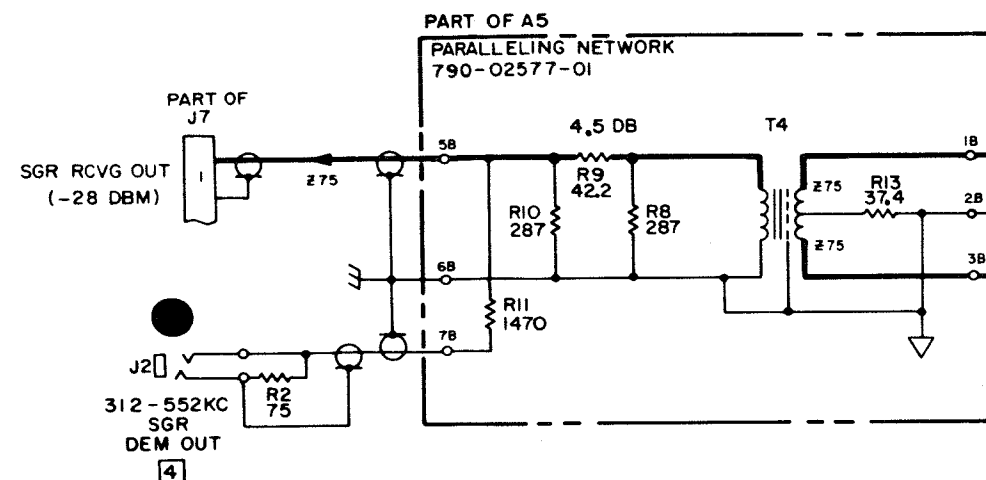 PART OF A5
PARALLELING NETWORK
790-02577-01
PART OF
J7
4.5 DB
T4
5B
1B
SGR RCVG OUT
(-28 DBM)
1
Z75
R9
42.2
Z75
R13
37.4
2B
R10
287
R8
287
Z75
6B
3B
R11
1470
7B
J2
R2
75
312-552KC
SGR
DEM OUT
4